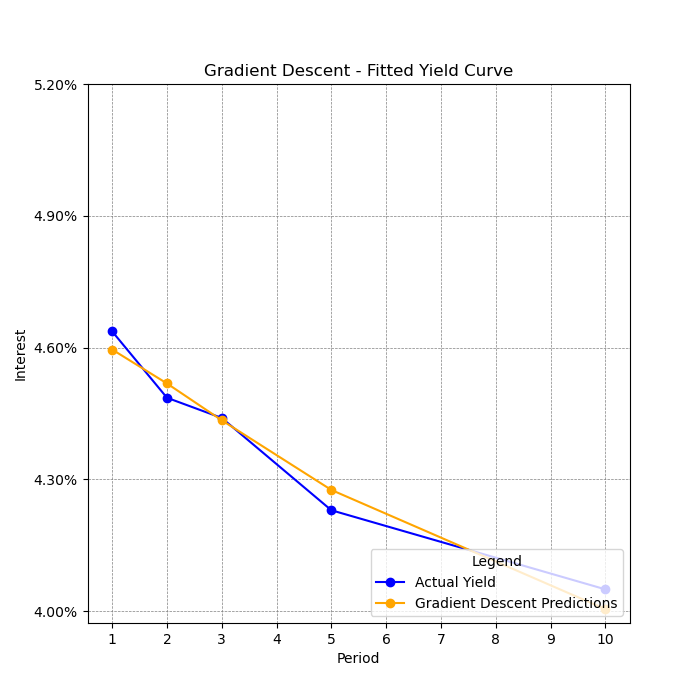 Gradient Descent - Fitted Yield Curve
5.20%
4.90%
4.60%
4.30%
4.00%
Interest
Legend
Actual Yield
Gradient Descent Predictions
1 2 3 4 5 6 7 8 9 10
Period